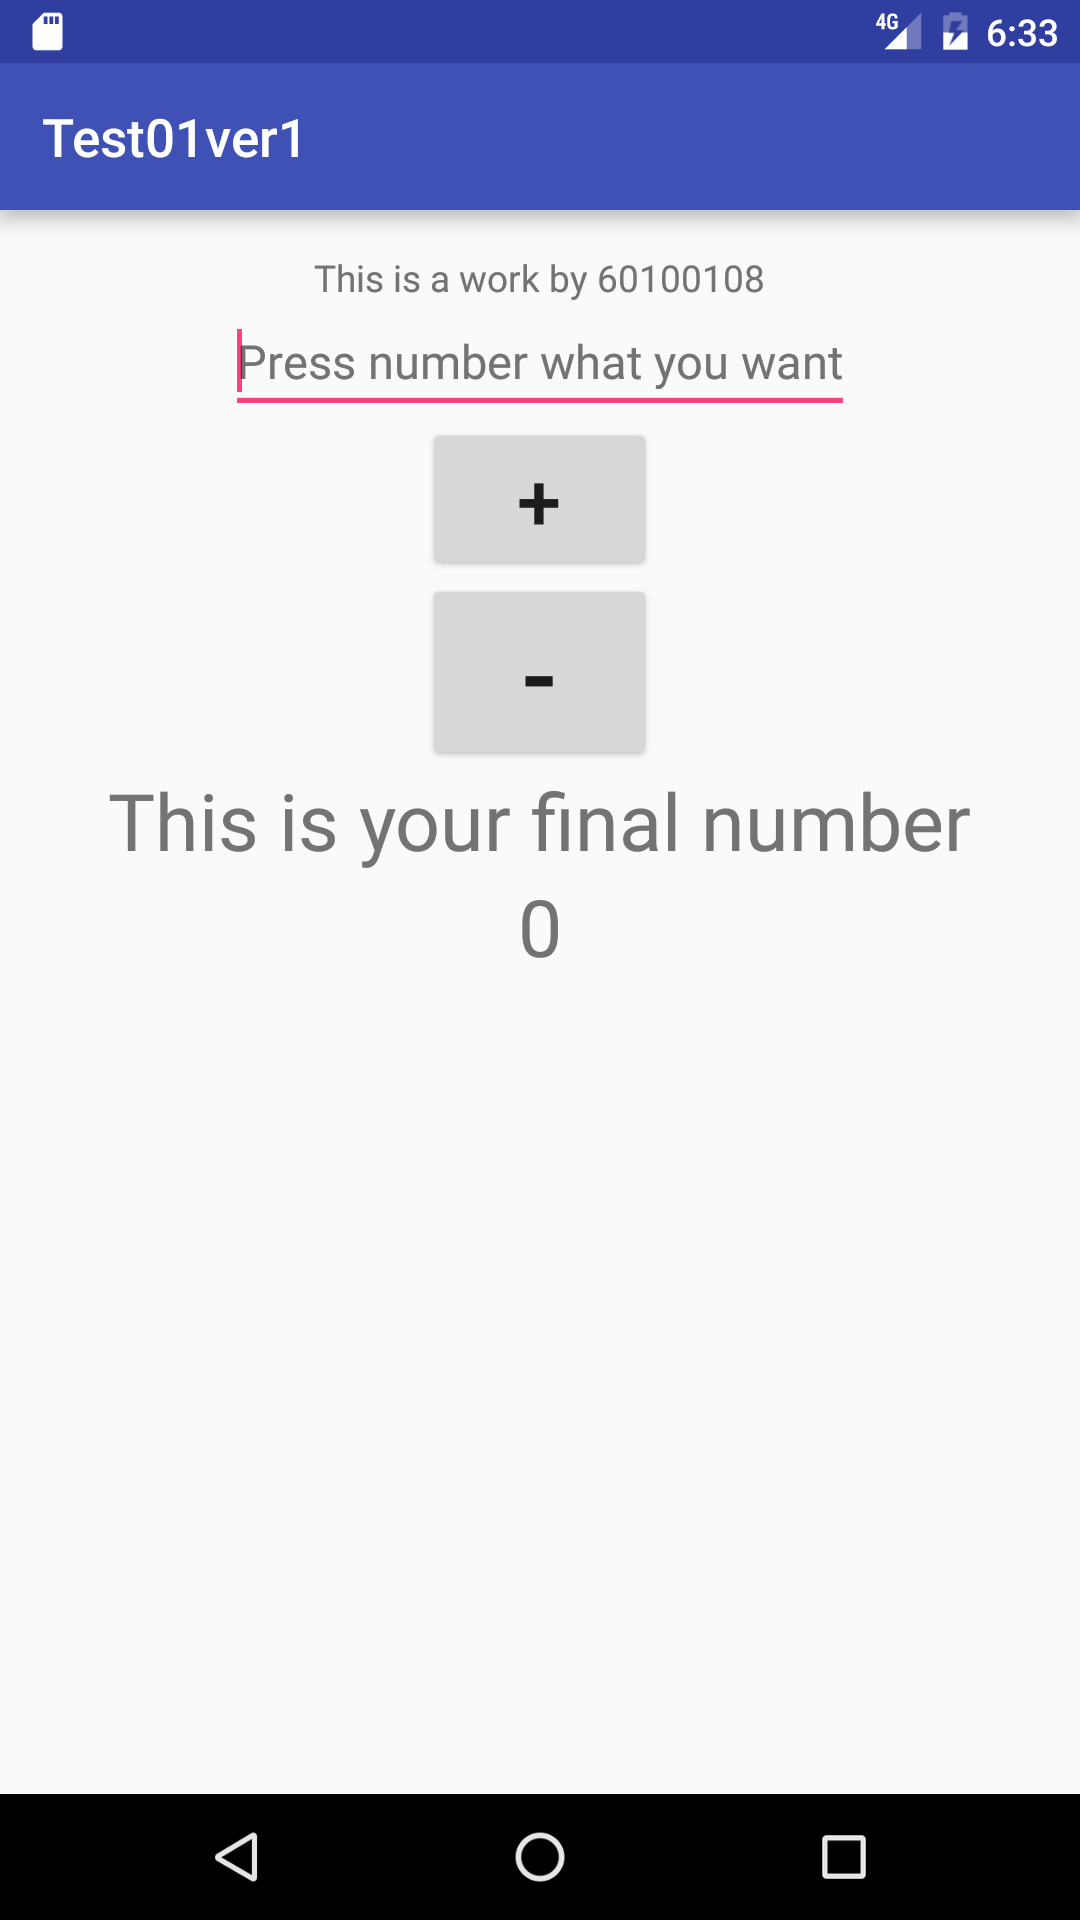 4G 6:33
Test01ver1
This is a work by 60100108
Press number what you want
+
-
This is your final number
0